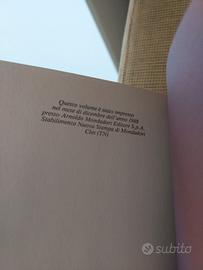 Questo volume è stato impresso
nel mese di dicembre dell'anno 1988
presso Arnoldo Mondadori Editore S.p.A.
Stabilimento Nuova Stampa di Mondadori
Cles (TN)
subito